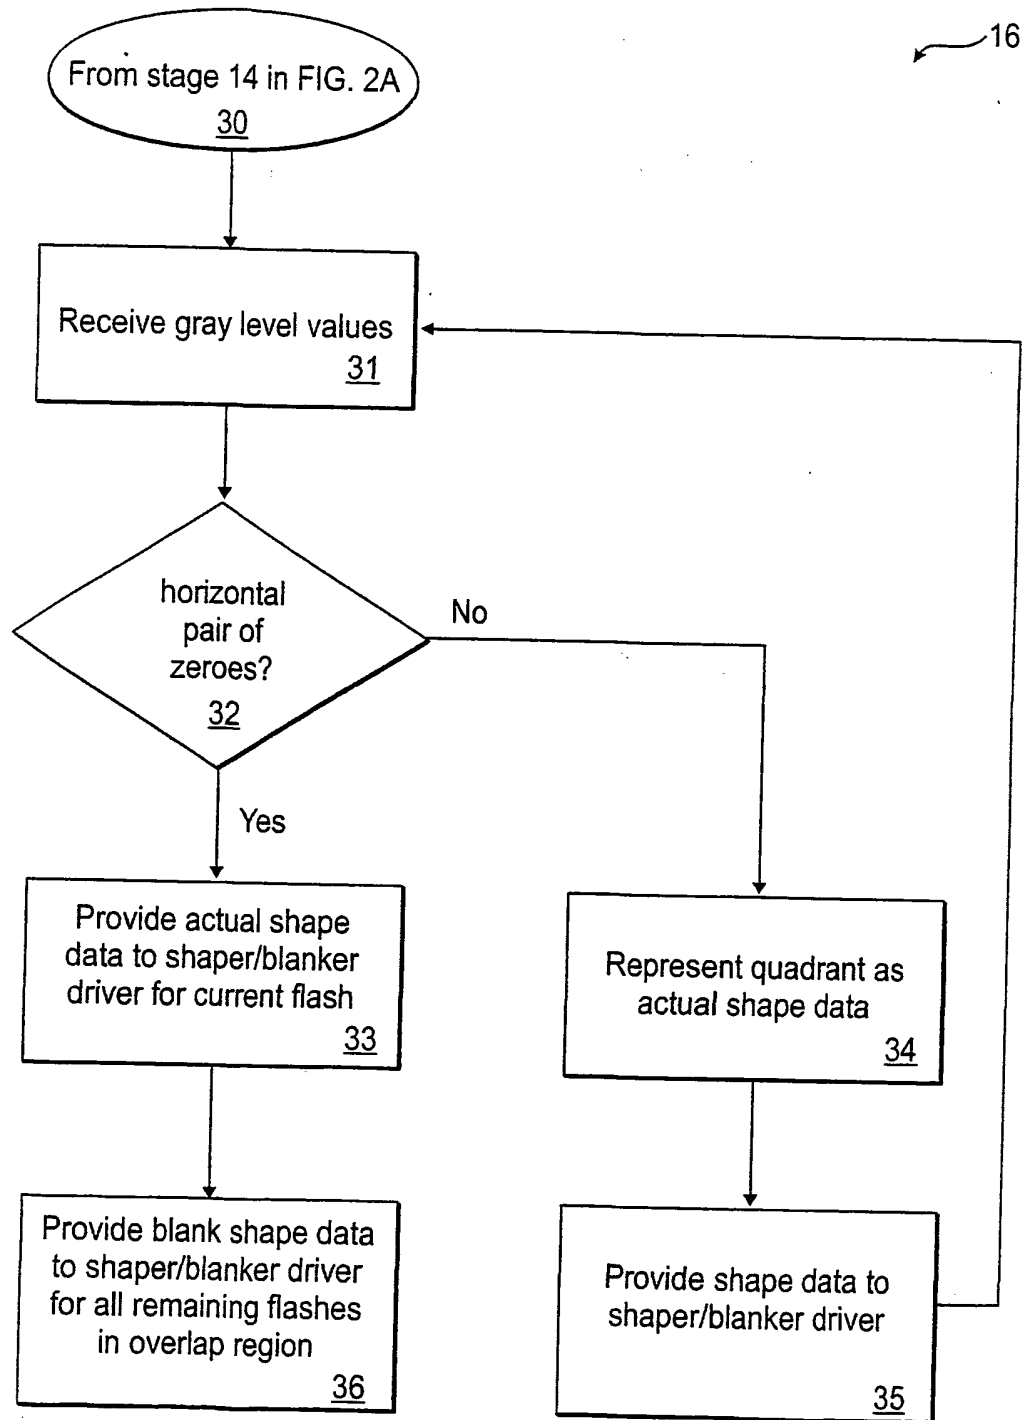 16
From stage 14 in FIG. 2A
30
Receive gray level values
31
horizontal
pair of
zeroes?
32
No
Yes
Provide actual shape
data to shaper/blanker
driver for current flash
33
Represent quadrant as
actual shape data
34
Provide blank shape data
to shaper/blanker driver
for all remaining flashes
in overlap region
36
Provide shape data to
shaper/blanker driver
35